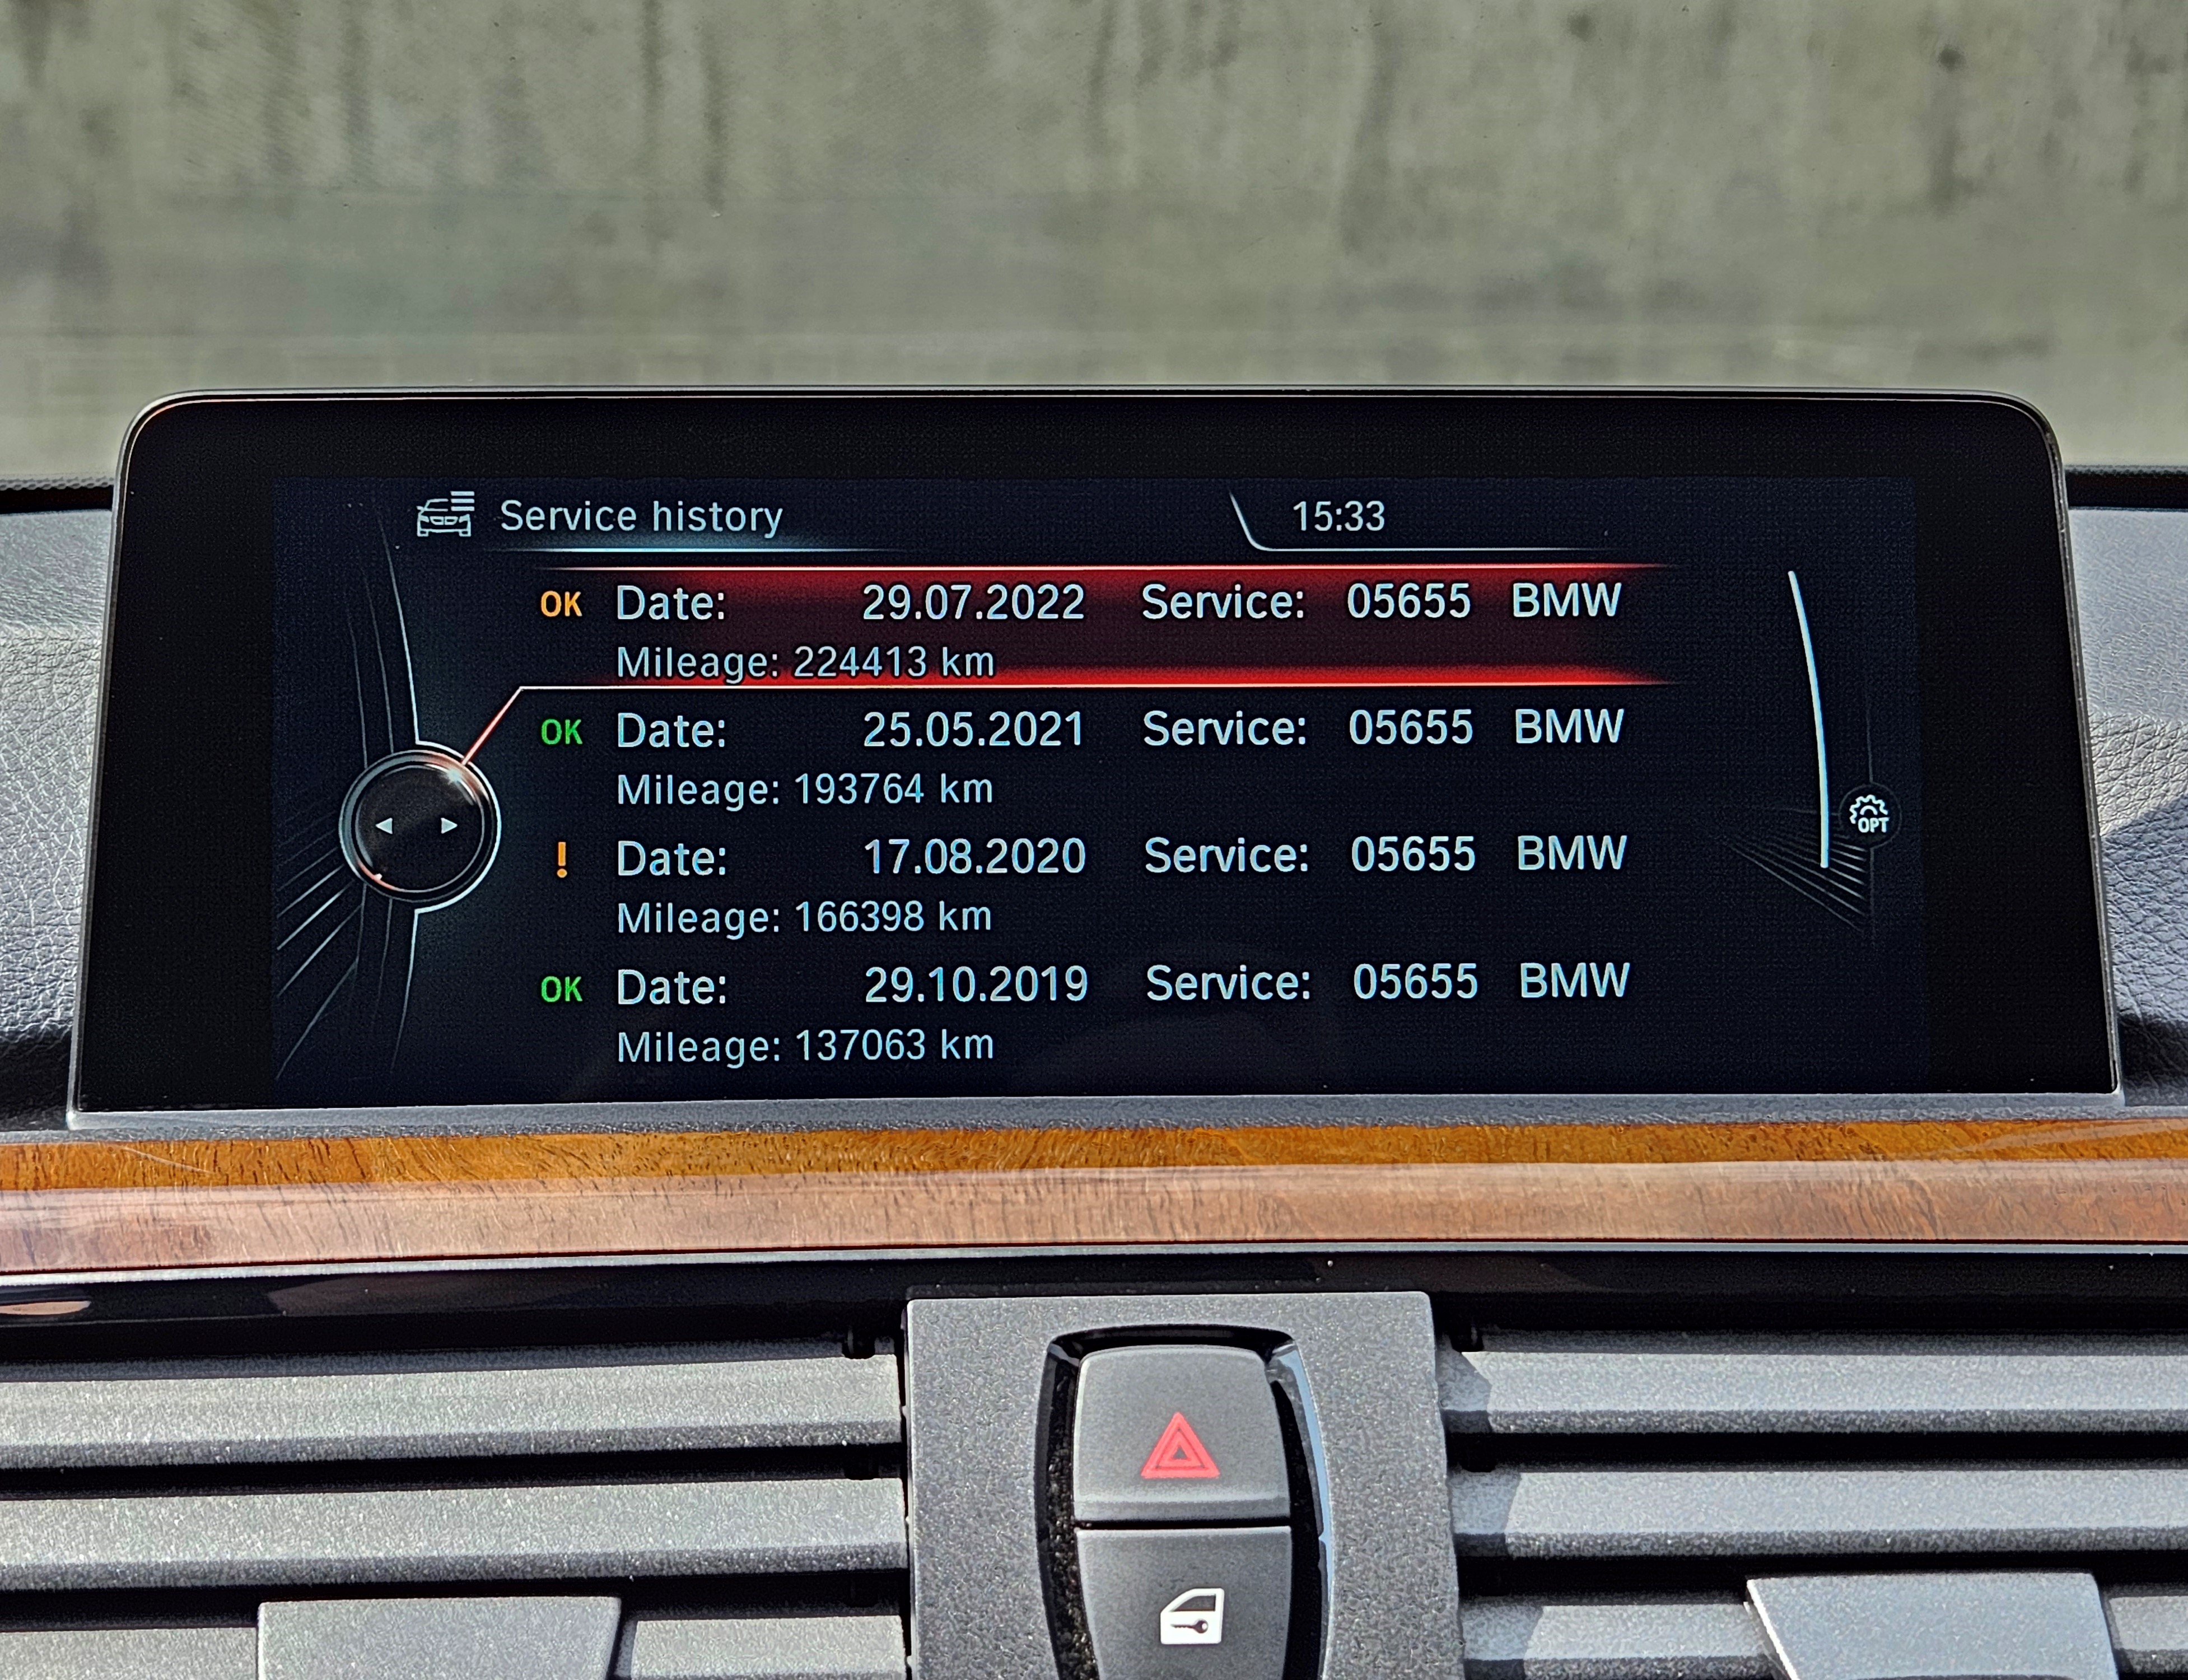 Service history 15:33
OK Date: 29.07.2022 Service: 05655 BMW
Mileage: 224413 km
OK Date: 25.05.2021 Service: 05655 BMW
Mileage: 193764 km
! Date: 17.08.2020 Service: 05655 BMW
Mileage: 166398 km
OPT
OK Date: 29.10.2019 Service: 05655 BMW
Mileage: 137063 km